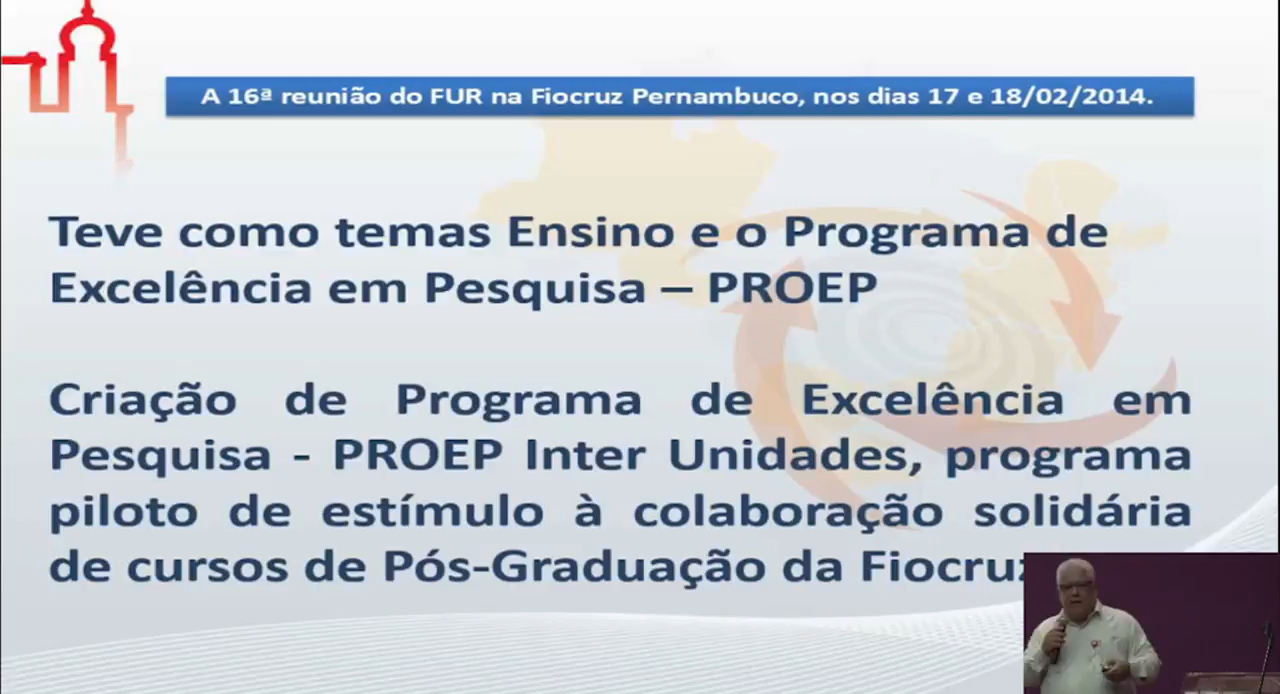 A 16ª reunião do FUR na Fiocruz Pernambuco, nos dias 17 e 18/02/2014.
Teve como temas Ensino e o Programa de
Excelência em Pesquisa – PROEP
Criação de Programa de Excelência em
Pesquisa - PROEP Inter Unidades, programa
piloto de estímulo à colaboração solidária
de cursos de Pós-Graduação da Fiocruz